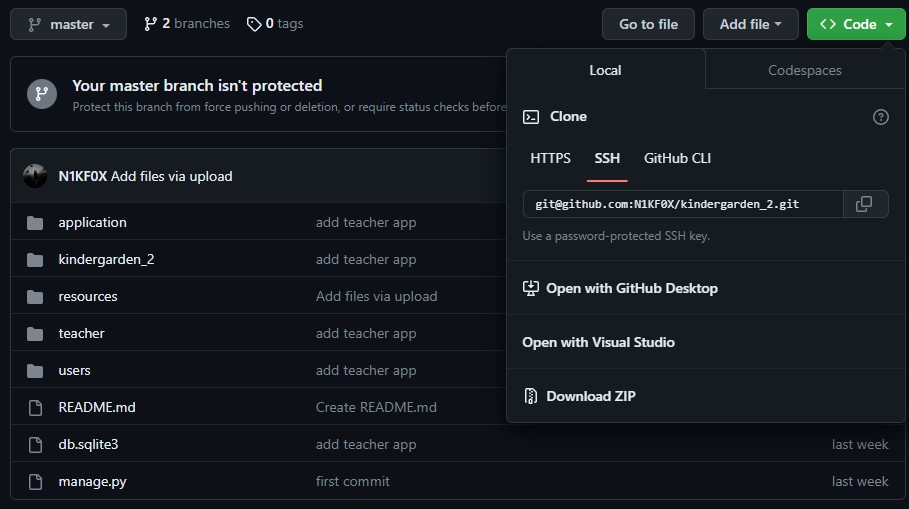 master
2 branches
0 tags
Go to file
Add file
Code
Your master branch isn't protected
Protect this branch from force pushing or deletion, or require status checks before
N1KF0X Add files via upload
application add teacher app
kindergarden_2 add teacher app
resources Add files via upload
teacher add teacher app
users add teacher app
README.md Create README.md
db.sqlite3 add teacher app last week
manage.py first commit last week
Local Codespaces
Clone
HTTPS SSH GitHub CLI
git@github.com:N1KF0X/kindergarden_2.git
Use a password-protected SSH key.
Open with GitHub Desktop
Open with Visual Studio
Download ZIP